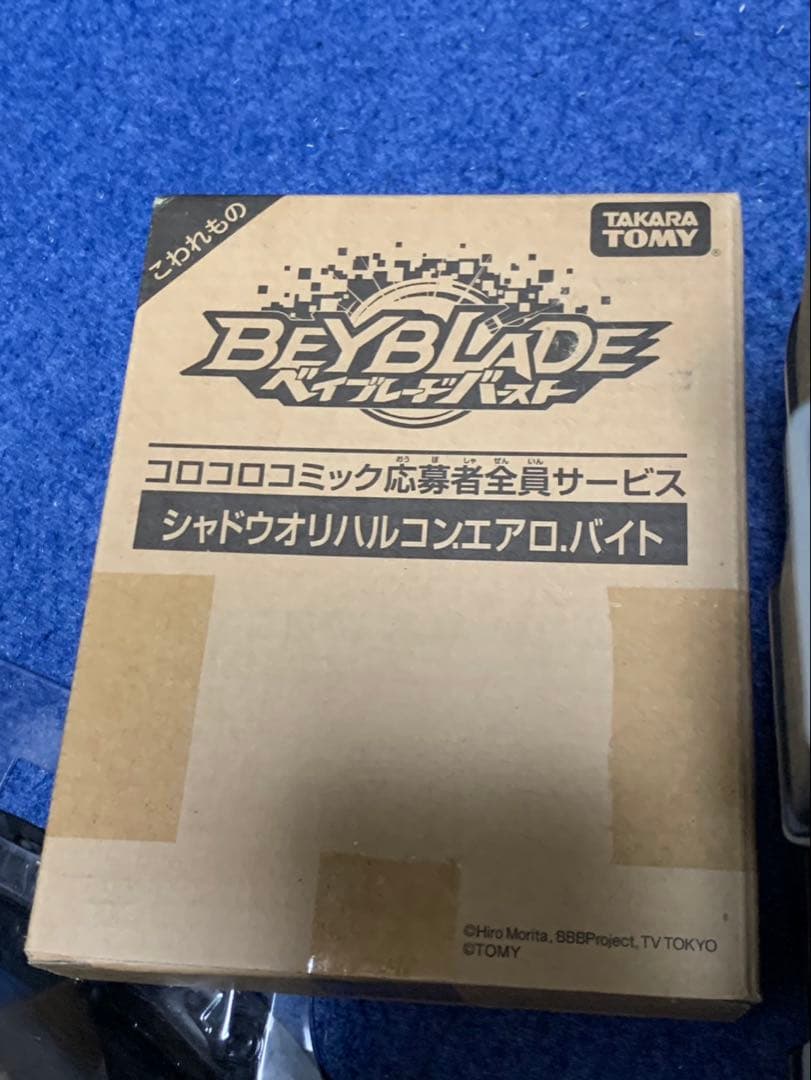 こわれもの
TAKARA
TOMY
®
BEYBLADE
ベイブレードバースト
おうぼしゃぜんいん
コロコロコミック応募者全員サービス
シャドウオリハルコン.エアロ.バイト
©Hiro Morita, BBBProject, TV TOKYO
©TOMY